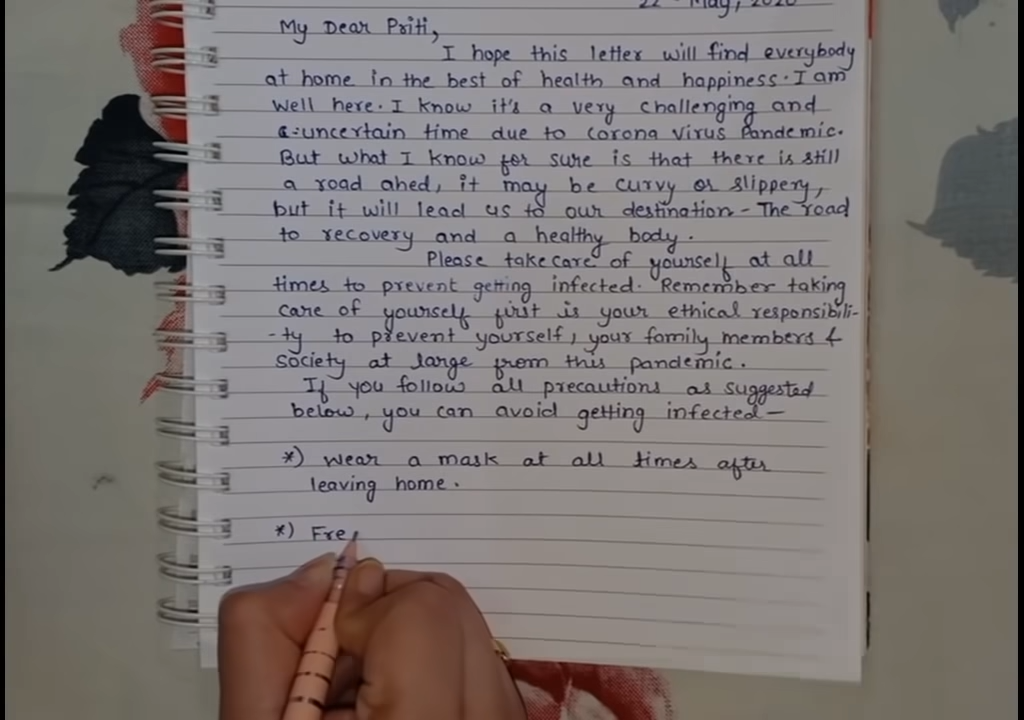 22 May, 2020
My Dear Priti,
I hope this letter will find everybody
at home in the best of health and happiness. I am
well here. I know it's a very challenging and
uncertain time due to corona virus Pandemic.
But what I know for sure is that there is still
a road ahed, it may be curvy or slippery,
but it will lead us to our destination - The road
to recovery and a healthy body.
Please take care of yourself at all
times to prevent getting infected. Remember taking
care of yourself first is your ethical responsibili-
-ty to prevent yourself, your family members &
society at large from this pandemic.
If you follow all precautions as suggested
below, you can avoid getting infected—
*) Wear a mask at all times after
leaving home.
*) Fre